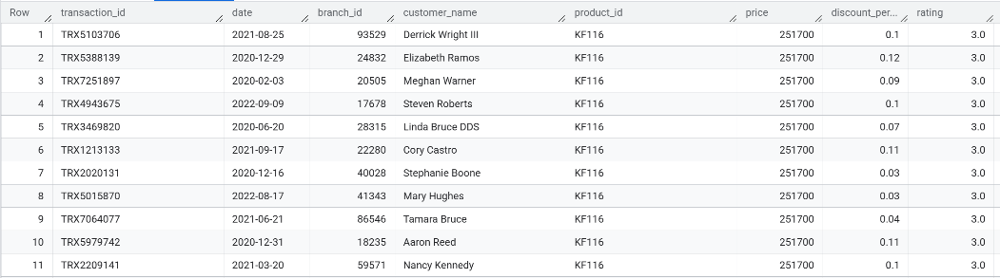 Row transaction_id date branch_id customer_name product_id price discount_per... rating
1 TRX5103706 2021-08-25 93529 Derrick Wright III KF116 251700 0.1 3.0
2 TRX5388139 2020-12-29 24832 Elizabeth Ramos KF116 251700 0.12 3.0
3 TRX7251897 2020-02-03 20505 Meghan Warner KF116 251700 0.09 3.0
4 TRX4943675 2022-09-09 17678 Steven Roberts KF116 251700 0.1 3.0
5 TRX3469820 2020-06-20 28315 Linda Bruce DDS KF116 251700 0.07 3.0
6 TRX1213133 2021-09-17 22280 Cory Castro KF116 251700 0.11 3.0
7 TRX2020131 2020-12-16 40028 Stephanie Boone KF116 251700 0.03 3.0
8 TRX5015870 2022-08-17 41343 Mary Hughes KF116 251700 0.03 3.0
9 TRX7064077 2021-06-21 86546 Tamara Bruce KF116 251700 0.04 3.0
10 TRX5979742 2020-12-31 18235 Aaron Reed KF116 251700 0.11 3.0
11 TRX2209141 2021-03-20 59571 Nancy Kennedy KF116 251700 0.1 3.0